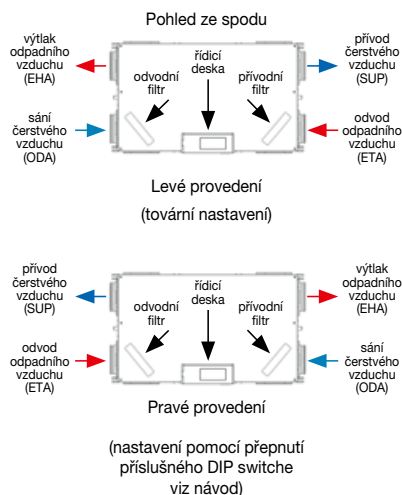 Pohled ze spodu
výtlak
odpadního
vzduchu
(EHA)
přívod
čerstvého
vzduchu
(SUP)
odvodní
filtr
řídicí
deska
přívodní
filtr
sání
čerstvého
vzduchu
(ODA)
odvod
odpadního
vzduchu
(ETA)
Levé provedení
(tovární nastavení)
přívod
čerstvého
vzduchu
(SUP)
výtlak
odpadního
vzduchu
(EHA)
odvodní
filtr
řídicí
deska
přívodní
filtr
odvod
odpadního
vzduchu
(ETA)
sání
čerstvého
vzduchu
(ODA)
Pravé provedení
(nastavení pomocí přepnutí
příslušného DIP switche
viz návod)